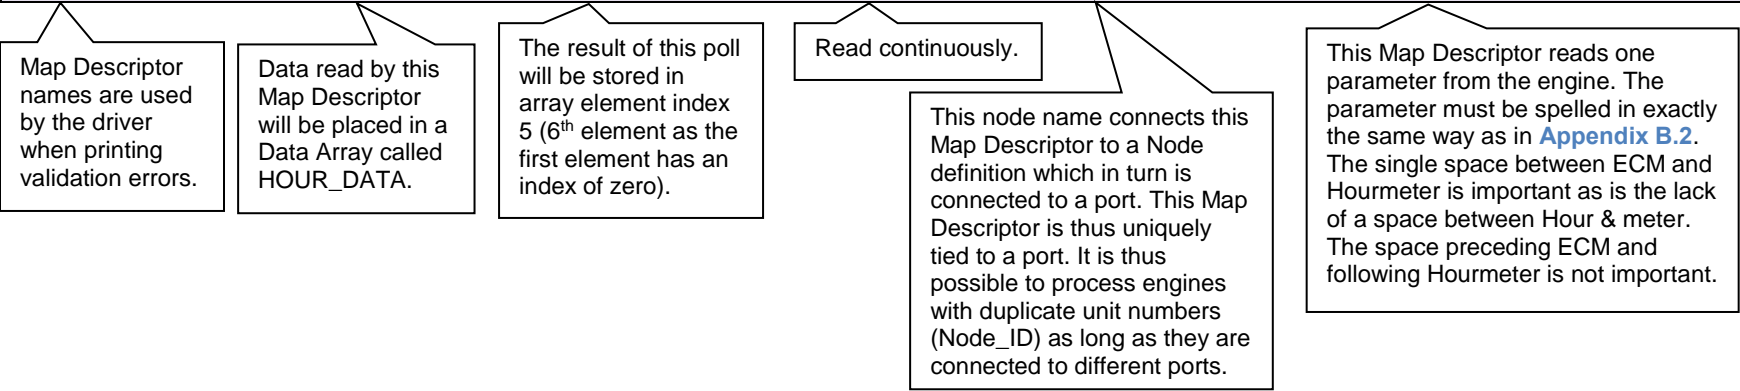 Map Descriptor
names are used
by the driver
when printing
validation errors.
Data read by this
Map Descriptor
will be placed in a
Data Array called
HOUR_DATA.
The result of this poll
will be stored in
array element index
5 (6th element as the
first element has an
index of zero).
Read continuously.
This node name connects this
Map Descriptor to a Node
definition which in turn is
connected to a port. This Map
Descriptor is thus uniquely
tied to a port. It is thus
possible to process engines
with duplicate unit numbers
(Node_ID) as long as they are
connected to different ports.
This Map Descriptor reads one
parameter from the engine. The
parameter must be spelled in exactly
the same way as in Appendix B.2.
The single space between ECM and
Hourmeter is important as is the lack
of a space between Hour & meter.
The space preceding ECM and
following Hourmeter is not important.